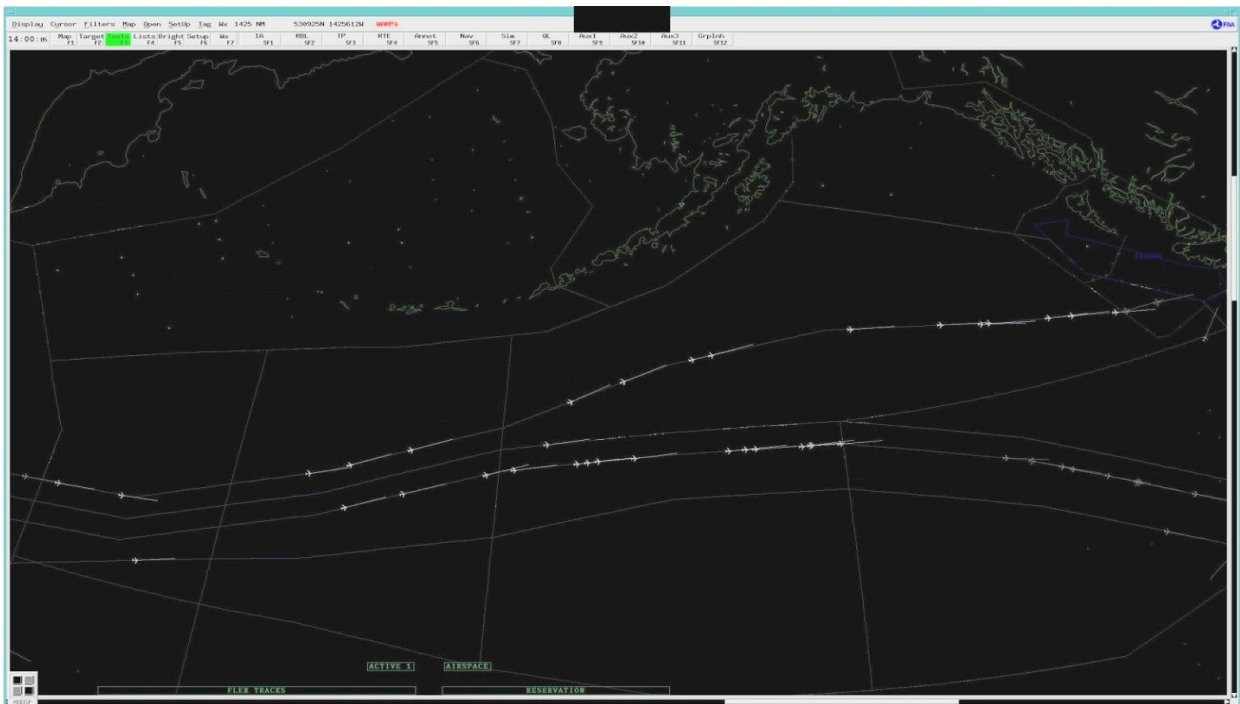 Display Cursor Filters Map Open SetUp Tag Wx 1425 NM 530925N 1425612W WARP↓
FAA
14:00:m Map Target Tools Lists Bright Setup Wx IA RBL TP RTE Annot Nav Sim QL Aux1 Aux2 Aux3 GrpInh
F1 F2 F3 F4 F5 F6 F7 SF1 SF2 SF3 SF4 SF5 SF6 SF7 SF8 SF9 SF10 SF11 SF12
ACTIVE 1 AIRSPACE
FLEX TRACKS RESERVATION